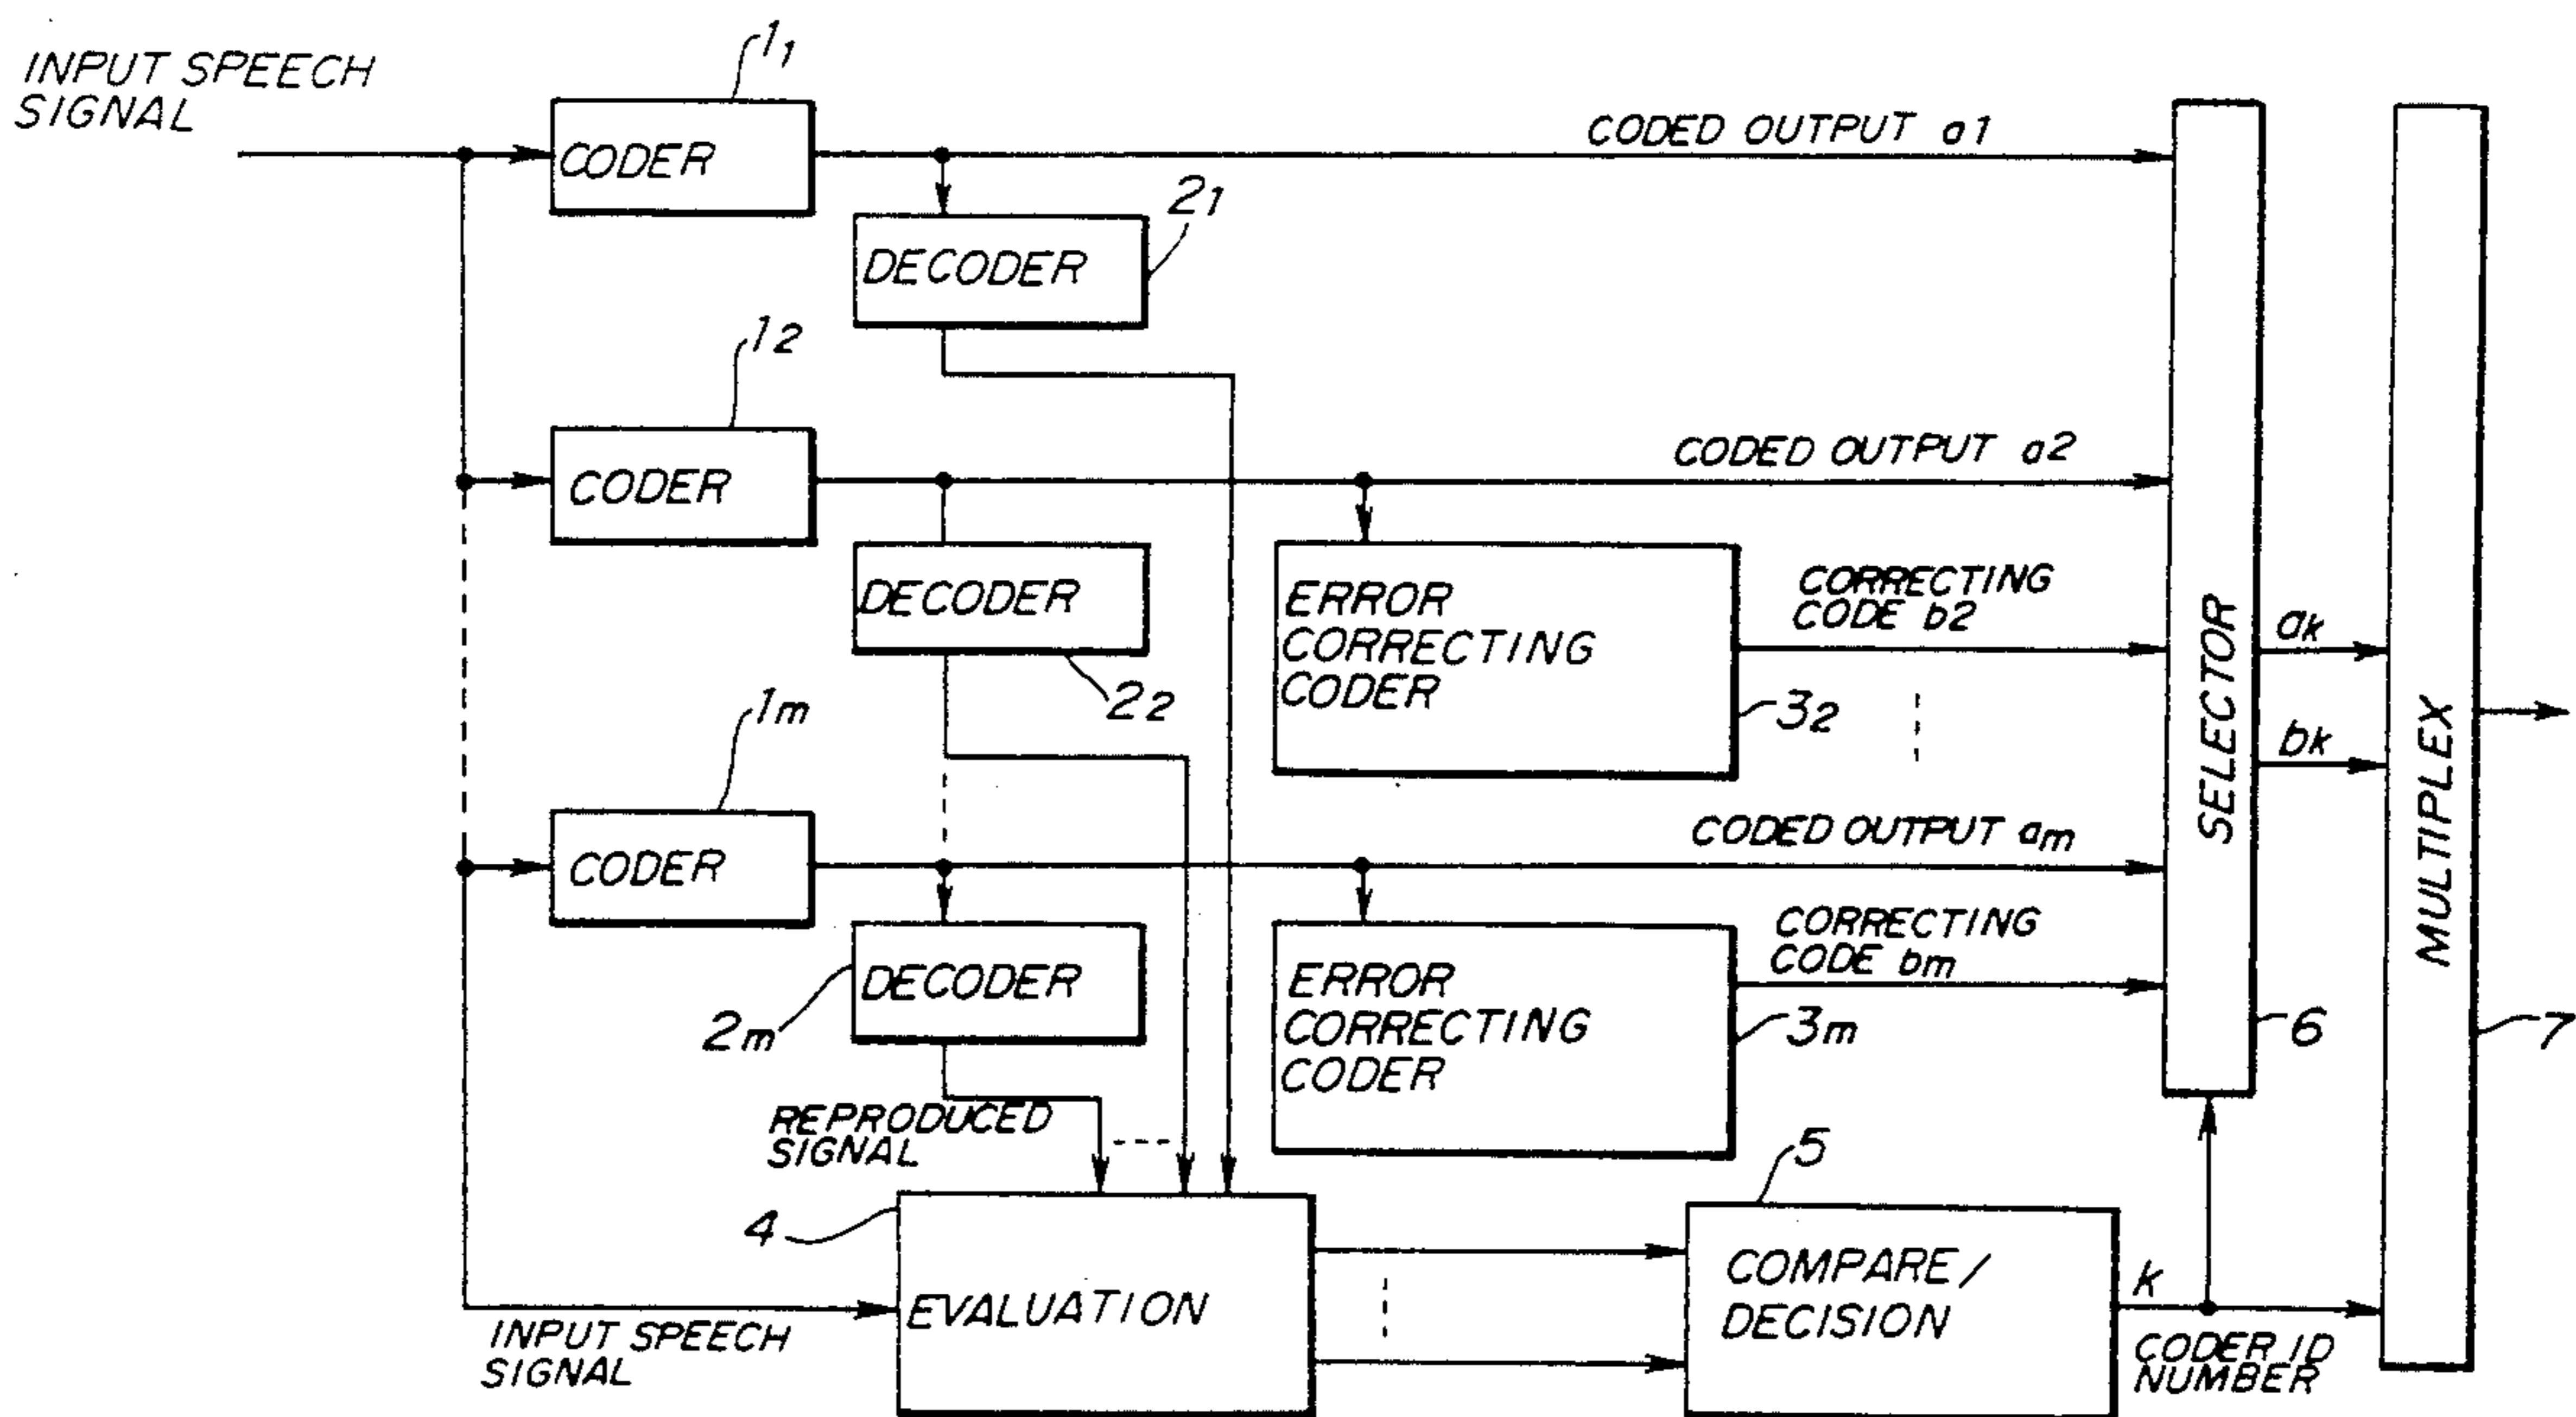 INPUT SPEECH
SIGNAL
11
CODER
CODED OUTPUT a1
21
DECODER
12
CODER
CODED OUTPUT a2
DECODER
22
ERROR
CORRECTING
CODER
CORRECTING
CODE b2
32
SELECTOR
ak
bk
MULTIPLEX
1m
CODER
CODED OUTPUT am
DECODER
2m
ERROR
CORRECTING
CODER
CORRECTING
CODE bm
3m
6
7
REPRODUCED
SIGNAL
4
EVALUATION
INPUT SPEECH
SIGNAL
5
COMPARE/
DECISION
k
CODER ID
NUMBER